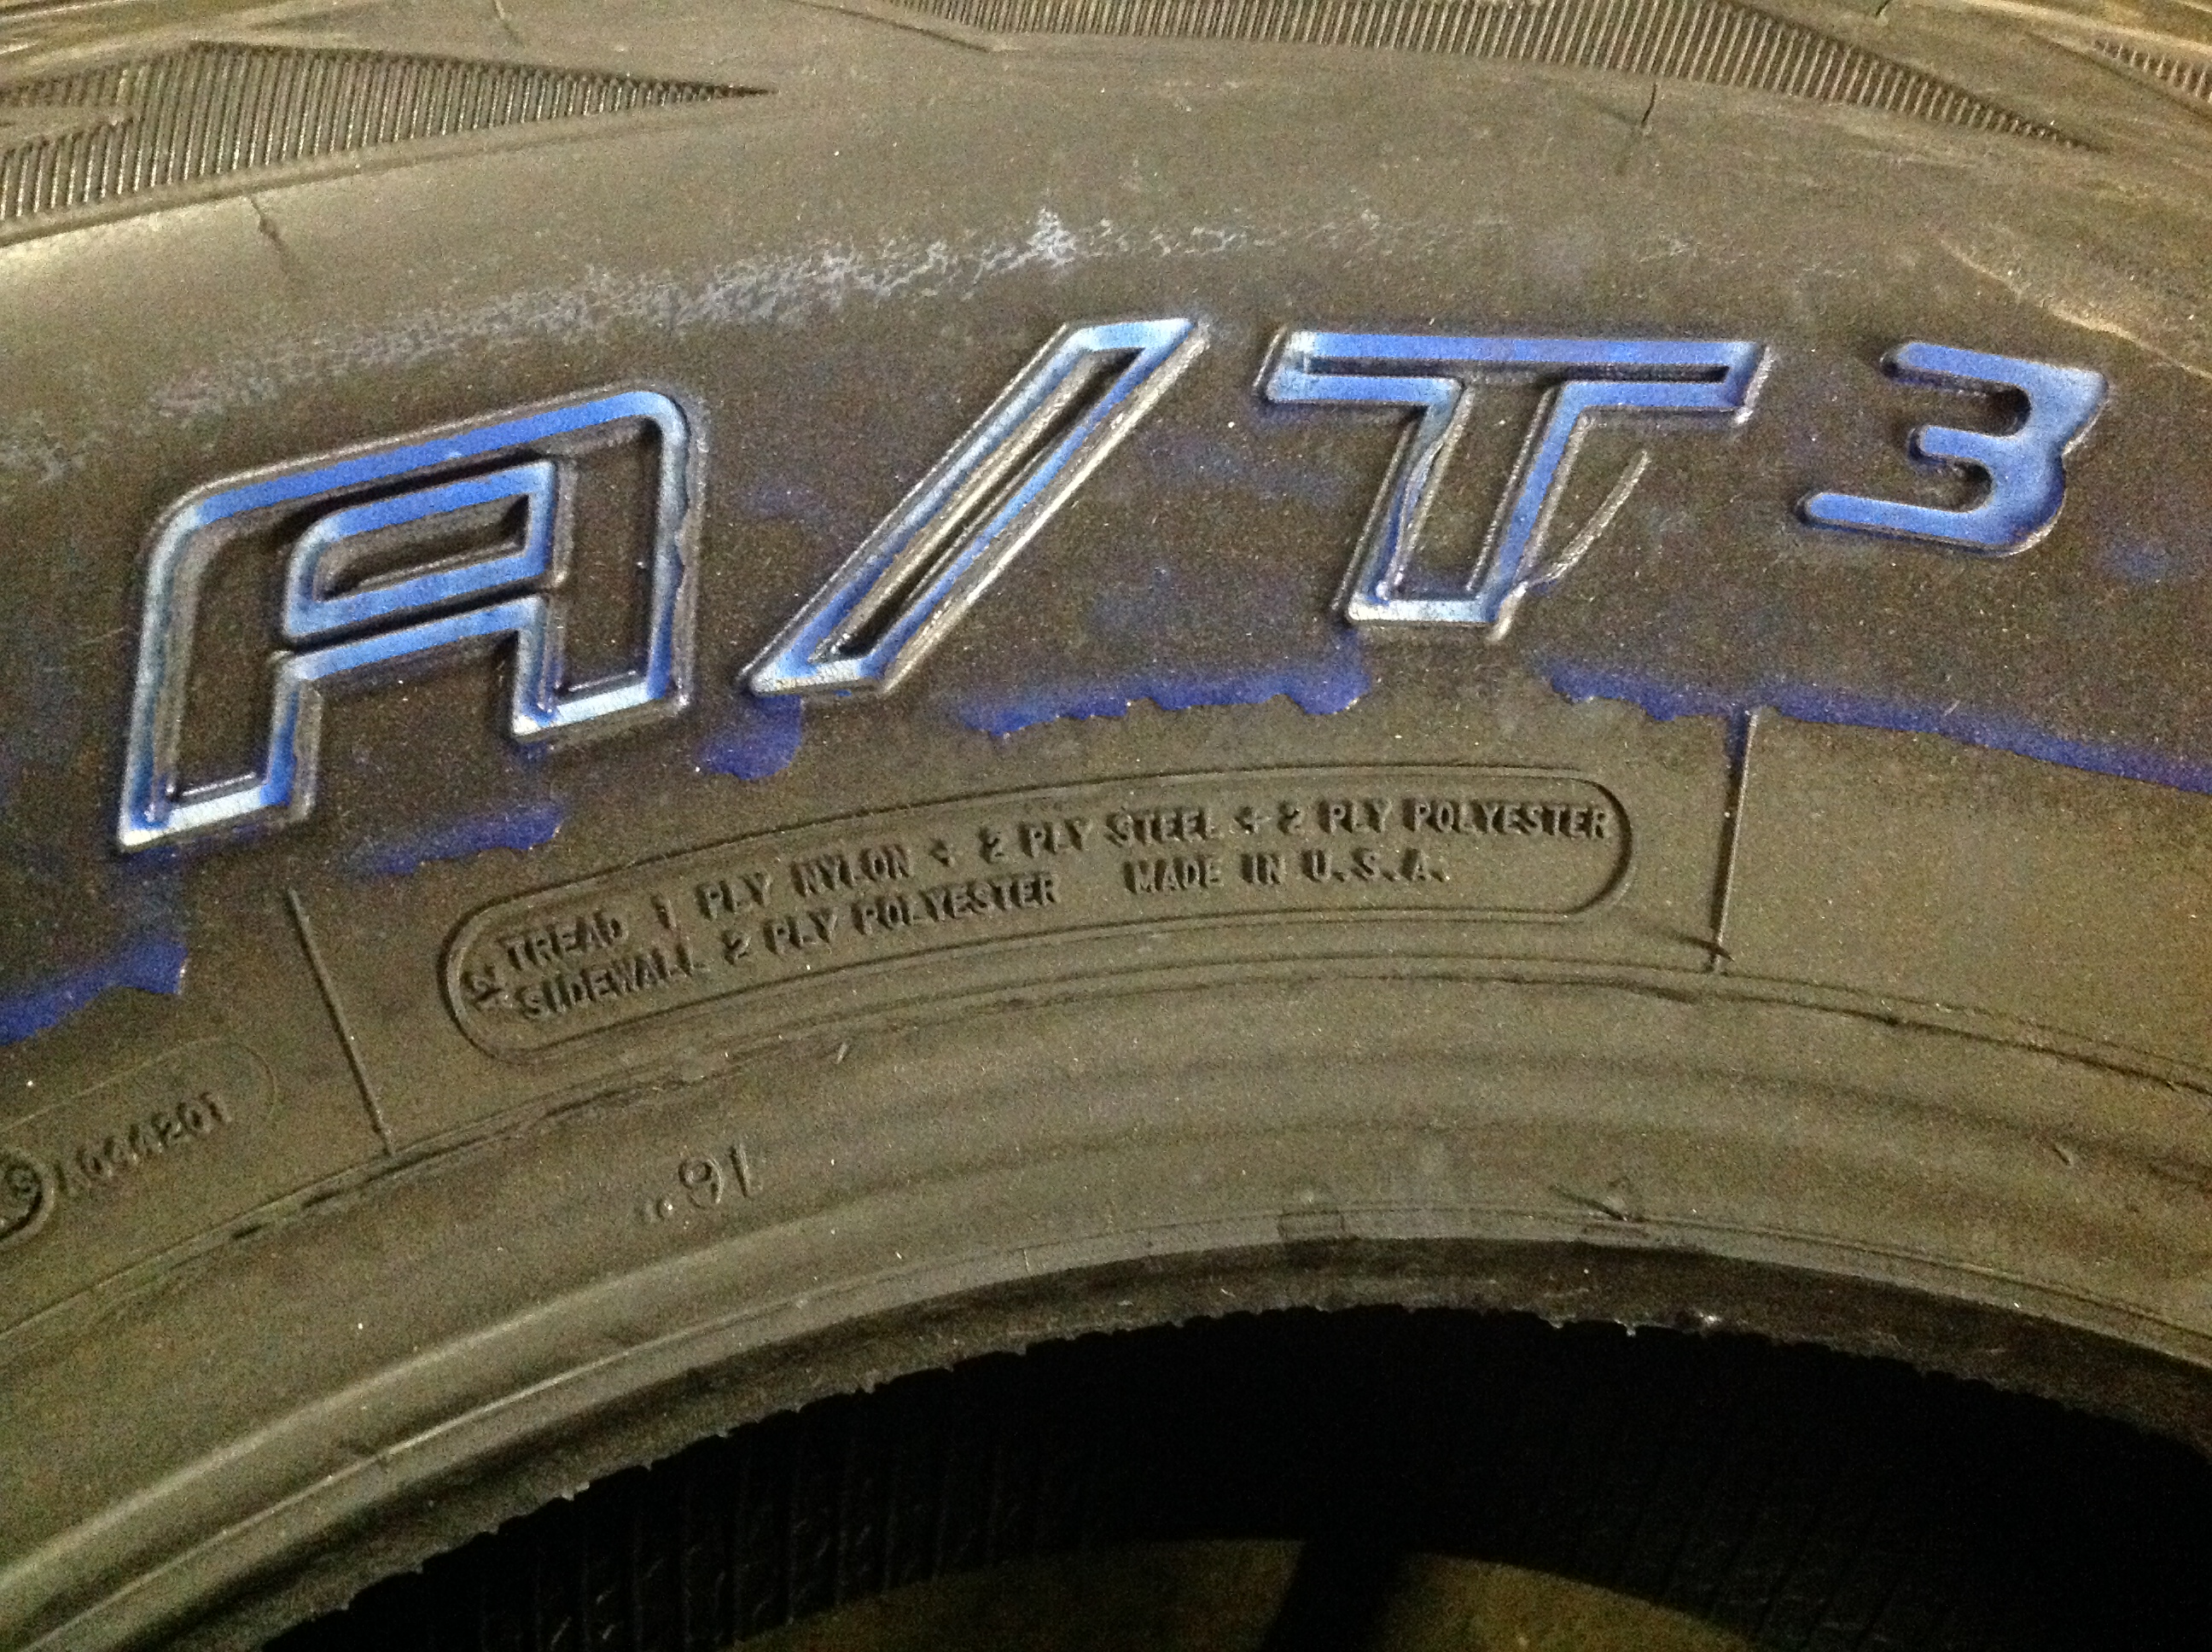 A/T3
TREAD 1 PLY NYLON + 2 PLY STEEL + 2 PLY POLYESTER
SIDEWALL 2 PLY POLYESTER MADE IN U.S.A.